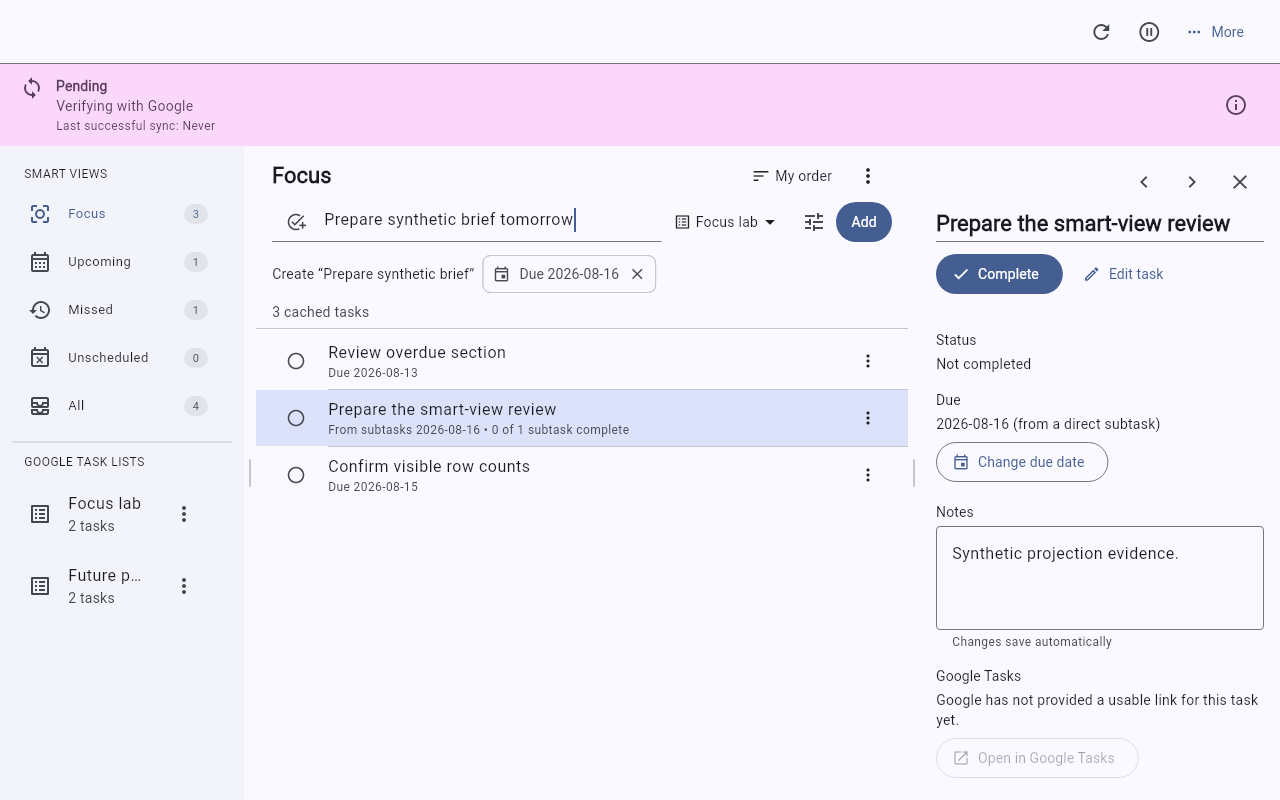 More
Pending
Verifying with Google
Last successful sync: Never
SMART VIEWS
Focus 3
Upcoming 1
Missed 1
Unscheduled 0
All 4
GOOGLE TASK LISTS
Focus lab
2 tasks
Future p…
2 tasks
Focus
My order
Prepare synthetic brief tomorrow
Focus lab
Add
Create “Prepare synthetic brief”
Due 2026-08-16
3 cached tasks
Review overdue section
Due 2026-08-13
Prepare the smart-view review
From subtasks 2026-08-16 • 0 of 1 subtask complete
Confirm visible row counts
Due 2026-08-15
Prepare the smart-view review
Complete
Edit task
Status
Not completed
Due
2026-08-16 (from a direct subtask)
Change due date
Notes
Synthetic projection evidence.
Changes save automatically
Google Tasks
Google has not provided a usable link for this task
yet.
Open in Google Tasks